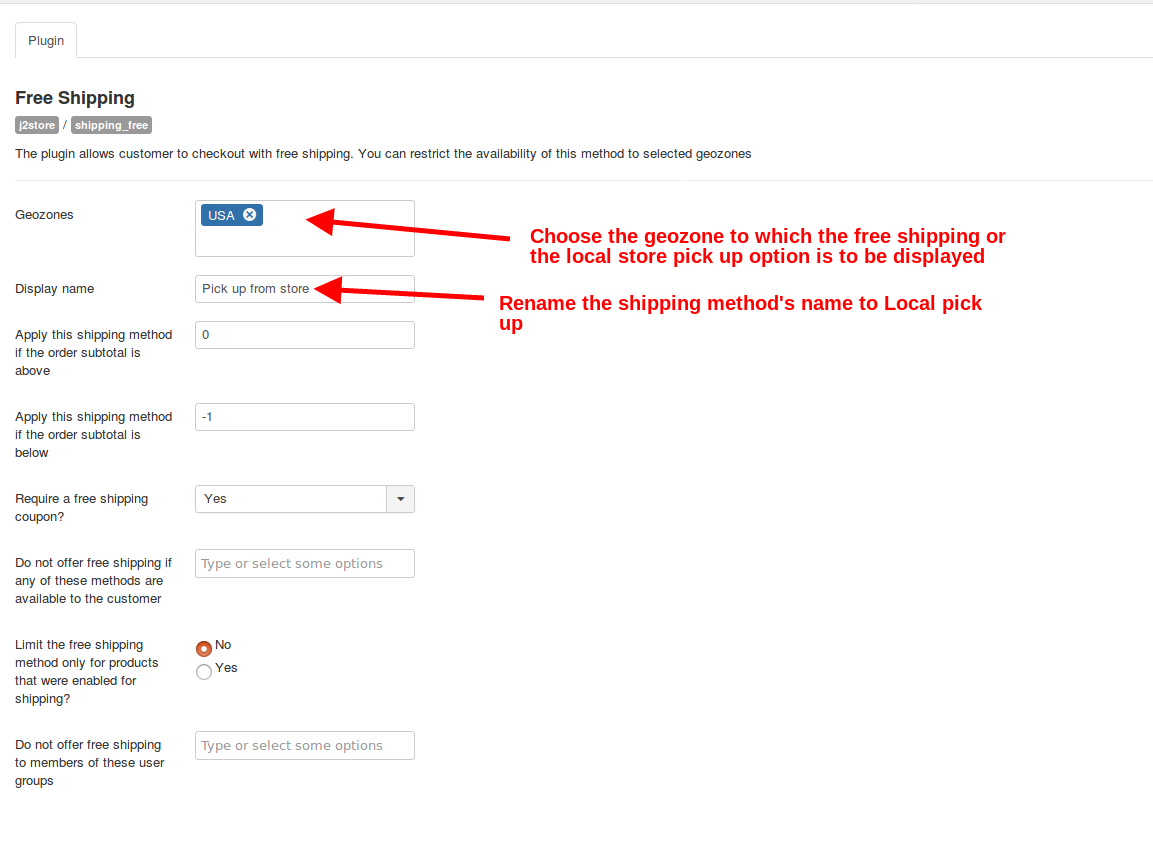 Plugin
Free Shipping
j2store / shipping_free
The plugin allows customer to checkout with free shipping. You can restrict the availability of this method to selected geozones
Geozones
USA
Choose the geozone to which the free shipping or
the local store pick up option is to be displayed
Display name
Pick up from store
Rename the shipping method's name to Local pick
up
Apply this shipping method
if the order subtotal is
above
0
Apply this shipping method
if the order subtotal is
below
-1
Require a free shipping
coupon?
Yes
Do not offer free shipping if
any of these methods are
available to the customer
Type or select some options
Limit the free shipping
method only for products
that were enabled for
shipping?
No
Yes
Do not offer free shipping
to members of these user
groups
Type or select some options